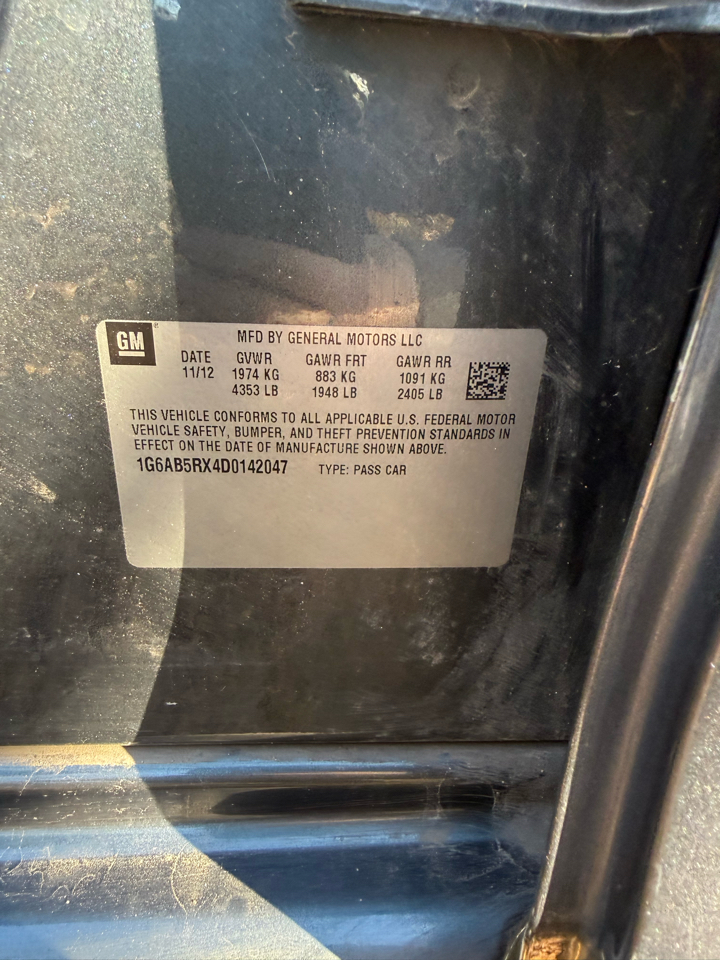 GM
MFD BY GENERAL MOTORS LLC
DATE GVWR GAWR FRT GAWR RR
11/12 1974 KG 883 KG 1091 KG
4353 LB 1948 LB 2405 LB
THIS VEHICLE CONFORMS TO ALL APPLICABLE U.S. FEDERAL MOTOR
VEHICLE SAFETY, BUMPER, AND THEFT PREVENTION STANDARDS IN
EFFECT ON THE DATE OF MANUFACTURE SHOWN ABOVE.
1G6AB5RX4D0142047 TYPE: PASS CAR